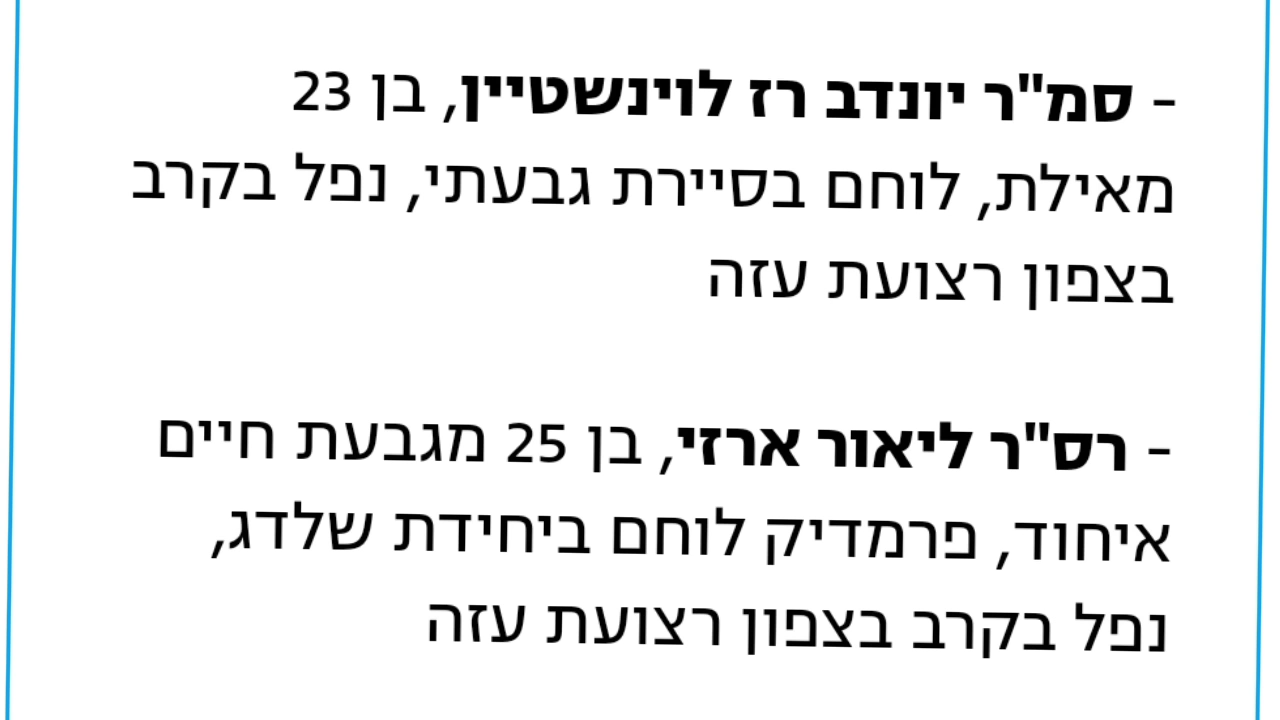 - סמ"ר יונדב רז לוינשטיין, בן 23
מאילת, לוחם בסיירת גבעתי, נפל בקרב
בצפון רצועת עזה
- רס"ר ליאור ארזי, בן 25 מגבעת חיים
איחוד, פרמדיק לוחם ביחידת שלדג,
נפל בקרב בצפון רצועת עזה